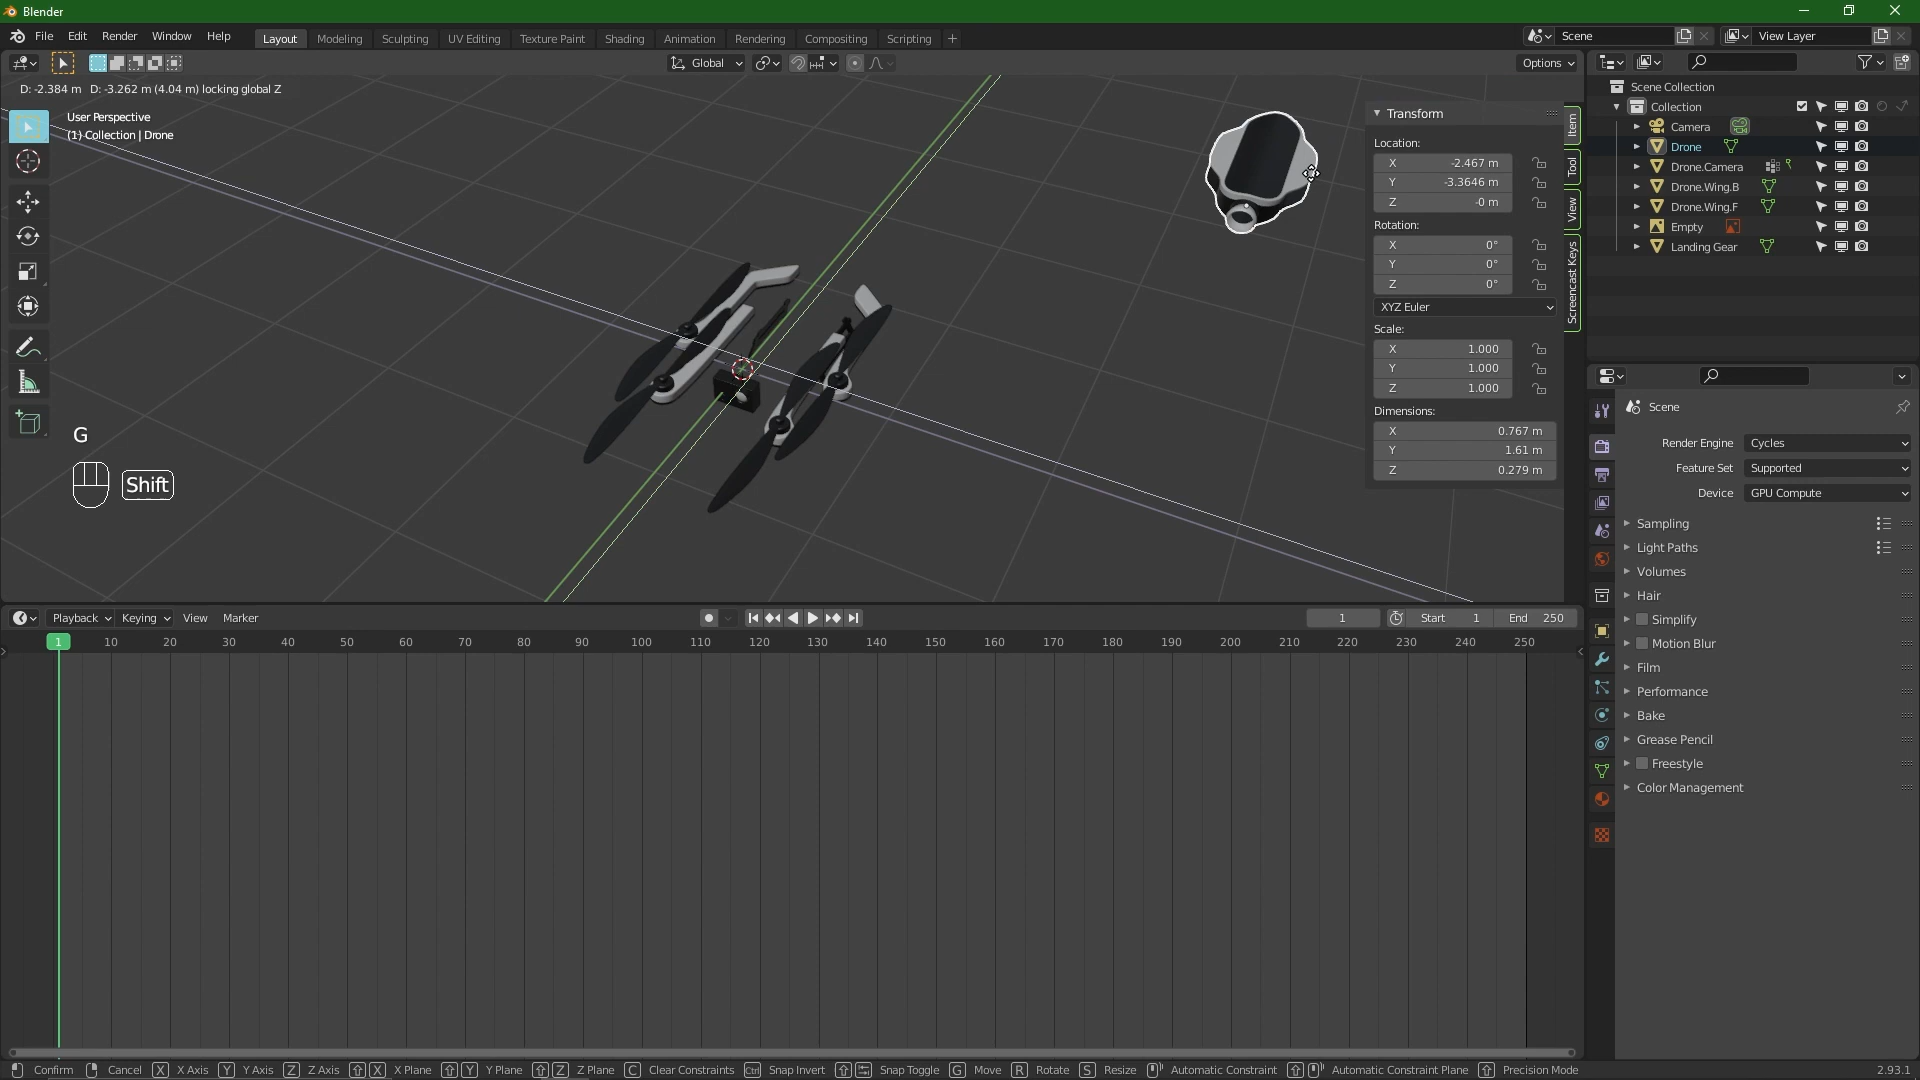 Blender
File Edit Render Window Help
Layout Modeling Sculpting UV Editing Texture Paint Shading Animation Rendering Compositing Scripting +
Scene
View Layer
Global
Options
D: -2.384 m D: -3.262 m (4.04 m) locking global Z
User Perspective
(1) Collection | Drone
G
Shift
Transform
Location:
X -2.467 m
Y -3.3646 m
Z -0 m
Rotation:
X 0°
Y 0°
Z 0°
XYZ Euler
Scale:
X 1.000
Y 1.000
Z 1.000
Dimensions:
X 0.767 m
Y 1.61 m
Z 0.279 m
Item
Tool
View
Screencast Keys
Scene Collection
Collection
Camera
Drone
Drone.Camera
Drone.Wing.B
Drone.Wing.F
Empty
Landing Gear
Scene
Render Engine Cycles
Feature Set Supported
Device GPU Compute
Sampling
Light Paths
Volumes
Hair
Simplify
Motion Blur
Film
Performance
Bake
Grease Pencil
Freestyle
Color Management
Playback Keying View Marker
1
Start 1 End 250
1 10 20 30 40 50 60 70 80 90 100 110 120 130 140 150 160 170 180 190 200 210 220 230 240 250
Confirm Cancel X X Axis Y Y Axis Z Z Axis X X Plane Y Y Plane Z Z Plane C Clear Constraints Ctrl Snap Invert Snap Toggle G Move R Rotate S Resize Automatic Constraint Automatic Constraint Plane Precision Mode 2.93.1